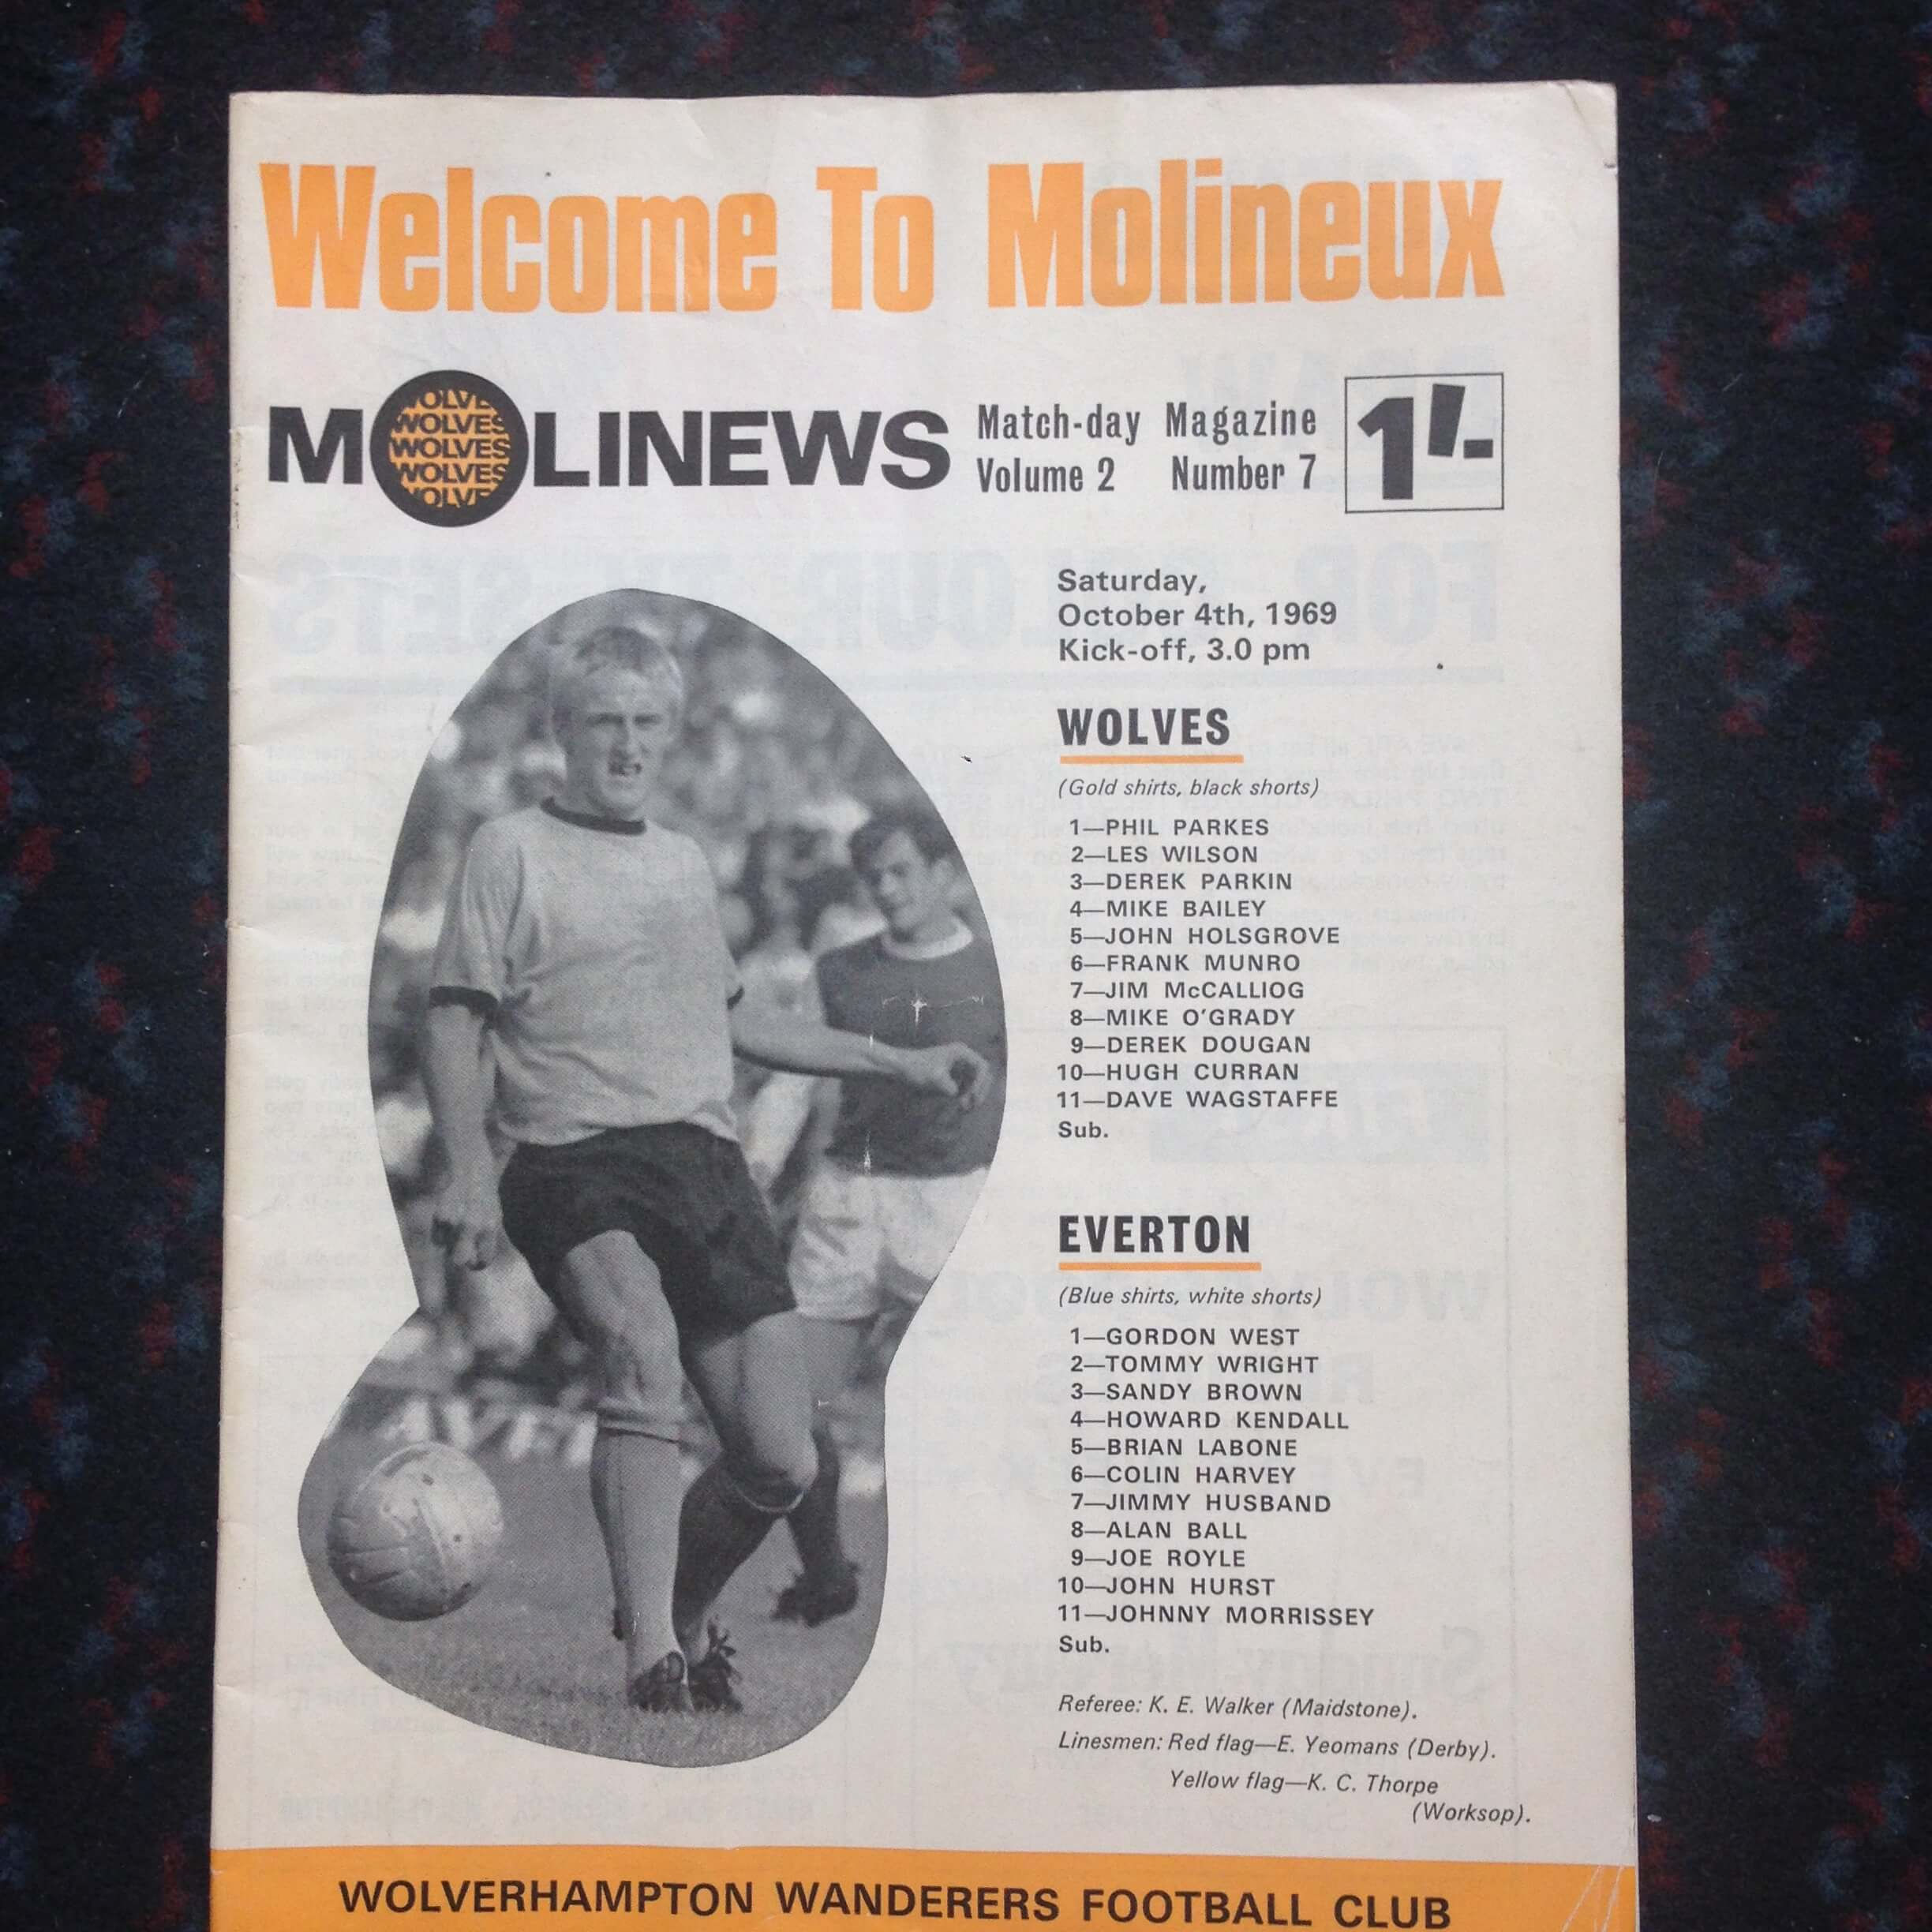 Welcome To Molineux
MOLINEWS
WOLVE
WOLVES
WOLVES
WOLVES
WOLVE
Match-day Magazine
Volume 2 Number 7
1'/-
Saturday,
October 4th, 1969
Kick-off, 3.0 pm
WOLVES
(Gold shirts, black shorts)
1—PHIL PARKES
2—LES WILSON
3—DEREK PARKIN
4—MIKE BAILEY
5—JOHN HOLSGROVE
6—FRANK MUNRO
7—JIM McCALLIOG
8—MIKE O'GRADY
9—DEREK DOUGAN
10—HUGH CURRAN
11—DAVE WAGSTAFFE
Sub.
EVERTON
(Blue shirts, white shorts)
1—GORDON WEST
2—TOMMY WRIGHT
3—SANDY BROWN
4—HOWARD KENDALL
5—BRIAN LABONE
6—COLIN HARVEY
7—JIMMY HUSBAND
8—ALAN BALL
9—JOE ROYLE
10—JOHN HURST
11—JOHNNY MORRISSEY
Sub.
Referee: K. E. Walker (Maidstone).
Linesmen: Red flag—E. Yeomans (Derby).
Yellow flag—K. C. Thorpe
(Worksop).
WOLVERHAMPTON WANDERERS FOOTBALL CLUB